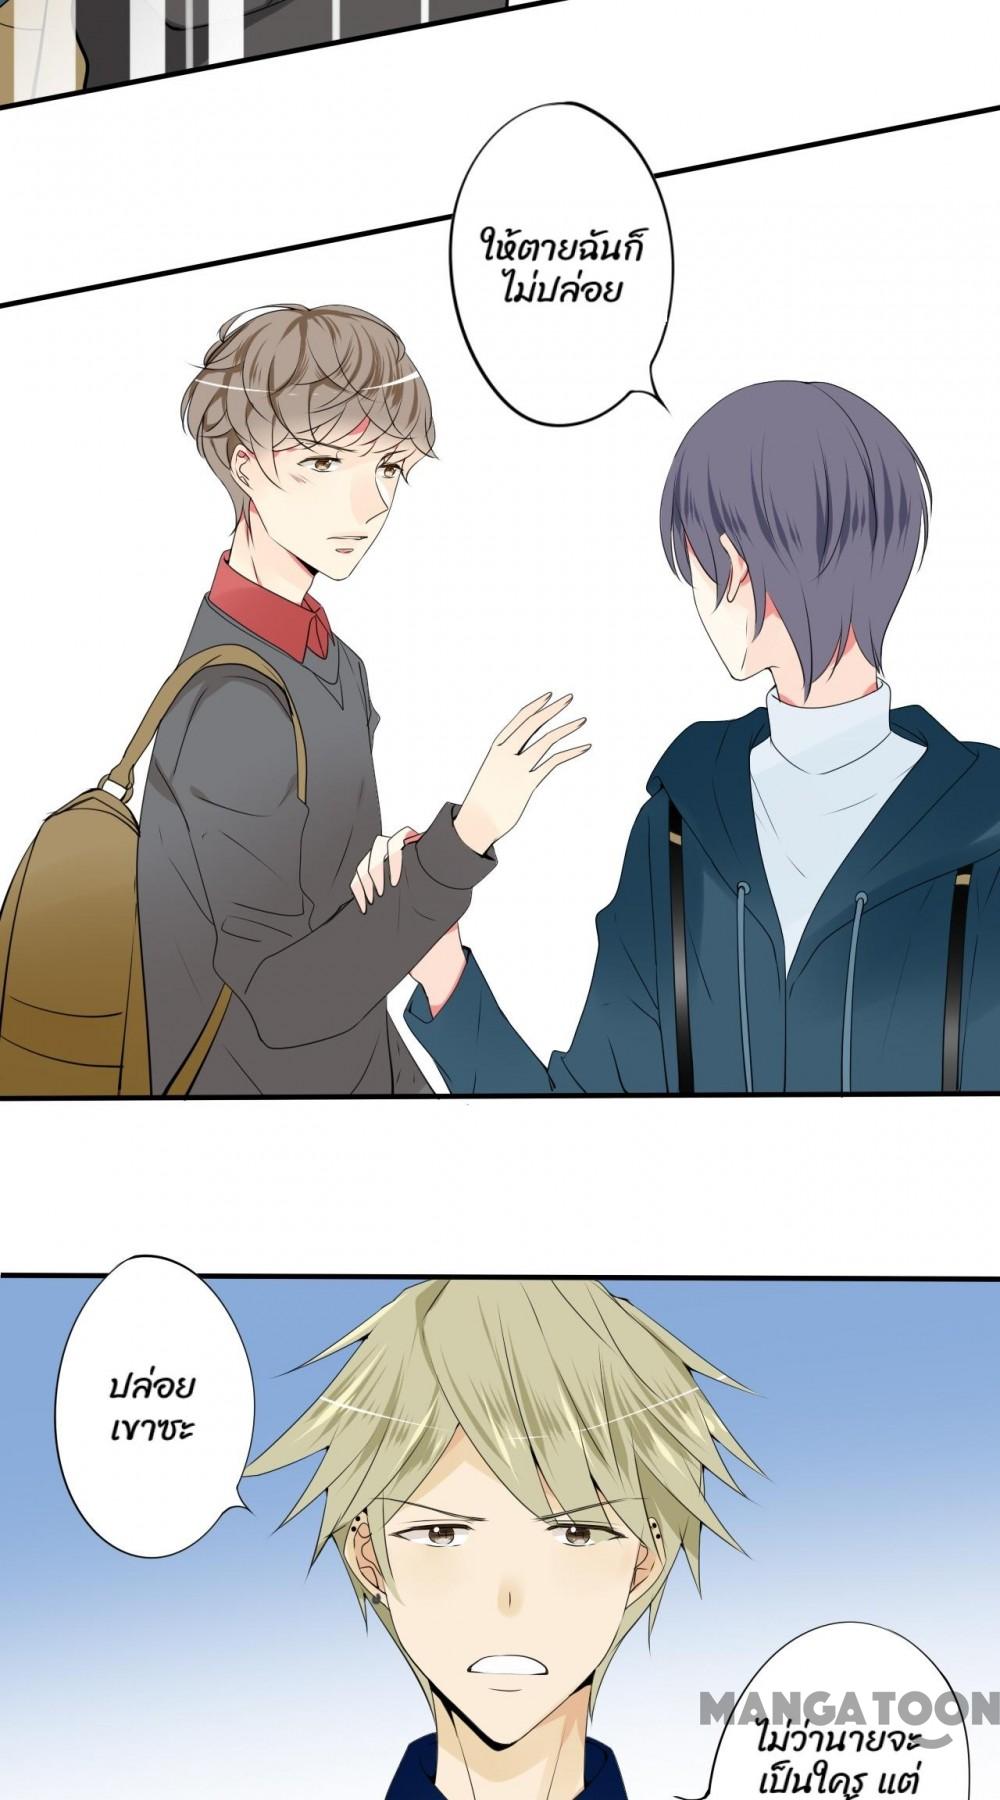 ให้ตายฉันก็
ไม่ปล่อย
ปล่อย
เขาซะ
MANGATOON
ไม่ว่านายจะ
เป็นใคร แต่